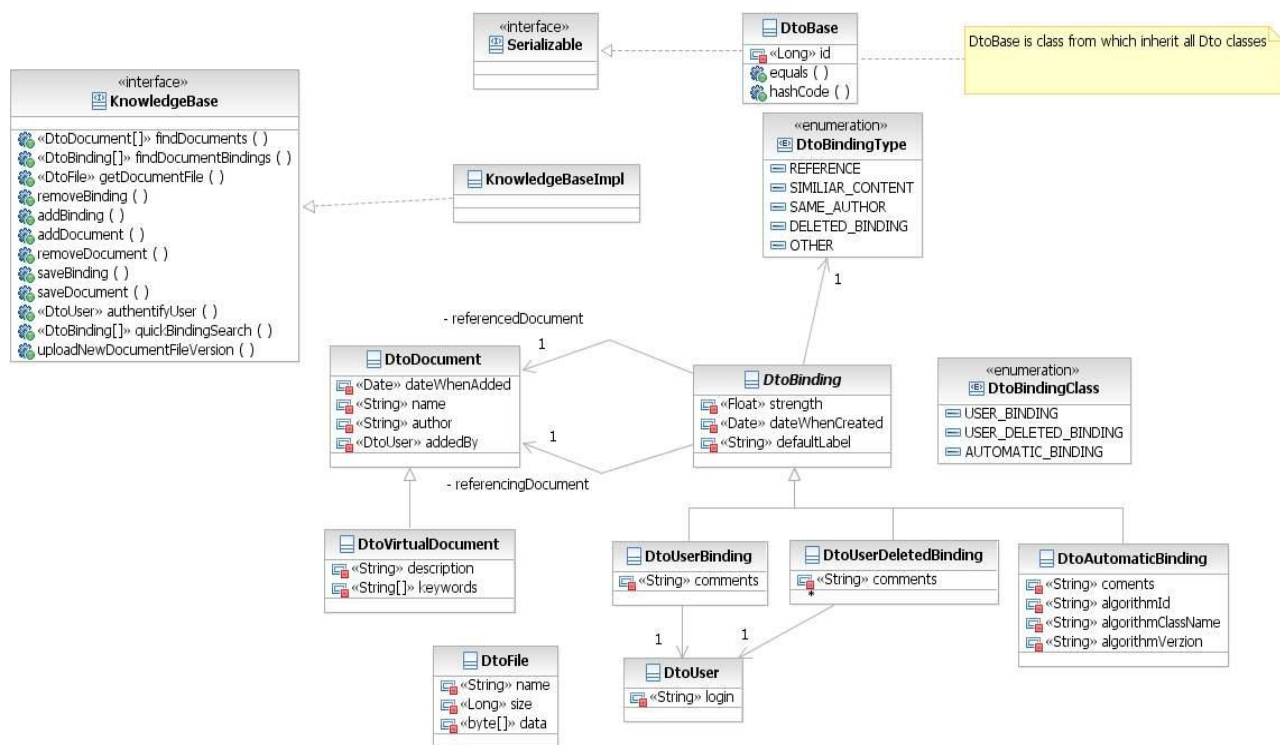 «interface»
Serializable
DtoBase
«Long» id
equals ( )
hashCode ( )
DtoBase is class from which inherit all Dto classes
«interface»
KnowledgeBase
«DtoDocument[]» findDocuments ( )
«DtoBinding[]» findDocumentBindings ( )
«DtoFile» getDocumentFile ( )
removeBinding ( )
addBinding ( )
addDocument ( )
removeDocument ( )
saveBinding ( )
saveDocument ( )
«DtoUser» authentifyUser ( )
«DtoBinding[]» quickBindingSearch ( )
uploadNewDocumentFileVersion ( )
KnowledgeBaseImpl
«enumeration»
DtoBindingType
REFERENCE
SIMILIAR_CONTENT
SAME_AUTHOR
DELETED_BINDING
OTHER
1
- referencedDocument
1
DtoDocument
«Date» dateWhenAdded
«String» name
«String» author
«DtoUser» addedBy
1
- referencingDocument
DtoBinding
«Float» strength
«Date» dateWhenCreated
«String» defaultLabel
«enumeration»
DtoBindingClass
USER_BINDING
USER_DELETED_BINDING
AUTOMATIC_BINDING
DtoVirtualDocument
«String» description
«String[]» keywords
DtoUserBinding
«String» comments
DtoUserDeletedBinding
«String» comments
*
DtoAutomaticBinding
«String» coments
«String» algorithmId
«String» algorithmClassName
«String» algorithmVerzion
1
1
DtoFile
«String» name
«Long» size
«byte[]» data
DtoUser
«String» login